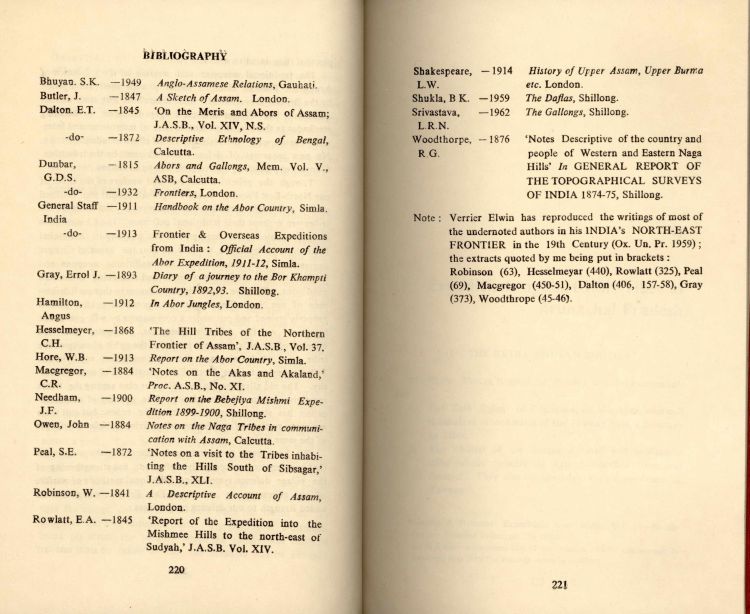 BIBLIOGRAPHY
Bhuyan. S.K. —1949 Anglo-Assamese Relations, Gauhati.
Butler, J. —1847 A Sketch of Assam. London.
Dalton. E.T. —1845 'On the Meris and Abors of Assam;
J.A.S.B., Vol. XIV, N.S.
-do- —1872 Descriptive Ethnology of Bengal,
Calcutta.
Dunbar, —1815 Abors and Gallongs, Mem. Vol. V.,
G.D.S. ASB, Calcutta.
-do- —1932 Frontiers, London.
General Staff —1911 Handbook on the Abor Country, Simla.
India
-do- —1913 Frontier & Overseas Expeditions
from India : Official Account of the
Abor Expedition, 1911-12, Simla.
Gray, Errol J. —1893 Diary of a journey to the Bor Khampti
Country, 1892,93. Shillong.
Hamilton, —1912 In Abor Jungles, London.
Angus
Hesselmeyer, —1868 'The Hill Tribes of the Northern
C.H. Frontier of Assam', J.A.S.B , Vol. 37.
Hore, W.B. —1913 Report on the Abor Country, Simla.
Macgregor, —1884 'Notes on the Akas and Akaland,'
C.R. Proc. A.S.B., No. XI.
Needham, —1900 Report on the Bebejiya Mishmi Expe-
J.F. dition 1899-1900, Shillong.
Owen, John —1884 Notes on the Naga Tribes in communi-
cation with Assam, Calcutta.
Peal, S.E. —1872 'Notes on a visit to the Tribes inhabi-
ting the Hills South of Sibsagar,'
J.A.S.B., XLI.
Robinson, W. —1841 A Descriptive Account of Assam,
London.
Rowlatt, E.A. —1845 'Report of the Expedition into the
Mishmee Hills to the north-east of
Sudyah,' J.A.S.B. Vol. XIV.
220
Shakespeare, —1914 History of Upper Assam, Upper Burma
L.W. etc. London.
Shukla, B K. —1959 The Daflas, Shillong.
Srivastava, —1962 The Gallongs, Shillong.
L.R.N.
Woodthorpe, —1876 'Notes Descriptive of the country and
R G. people of Western and Eastern Naga
Hills' In GENERAL REPORT OF
THE TOPOGRAPHICAL SURVEYS
OF INDIA 1874-75, Shillong.
Note : Verrier Elwin has reproduced the writings of most of
the undernoted authors in his INDIA'S NORTH-EAST
FRONTIER in the 19th Century (Ox. Un. Pr. 1959) ;
the extracts quoted by me being put in brackets :
Robinson (63), Hesselmeyar (440), Rowlatt (325), Peal
(69), Macgregor (450-51), Dalton (406, 157-58), Gray
(373), Woodthrope (45-46).
221